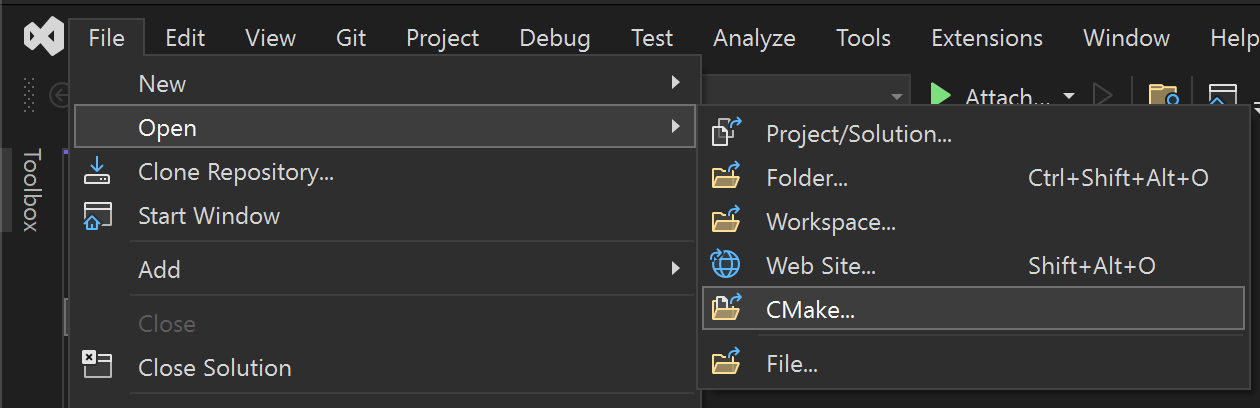 File Edit View Git Project Debug Test Analyze Tools Extensions Window Help
New
Attach...
Open
Project/Solution...
Toolbox
Clone Repository...
Folder... Ctrl+Shift+Alt+O
Start Window
Workspace...
Add
Web Site... Shift+Alt+O
CMake...
Close
Close Solution
File...